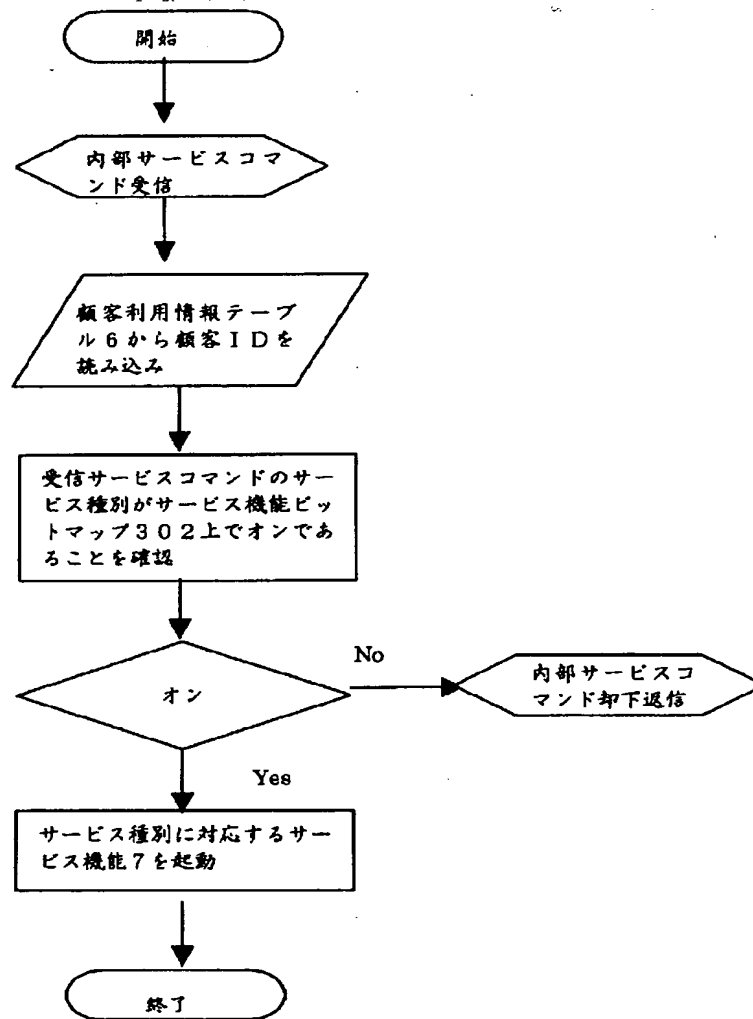 開始
内部サービスコマ
ンド受信
顧客利用情報テーブ
ル6から顧客IDを
読み込み
受信サービスコマンドのサー
ビス種別がサービス機能ビッ
トマップ302上でオンであ
ることを確認
オン
No
内部サービスコ
マンド却下返信
Yes
サービス種別に対応するサー
ビス機能7を起動
終了